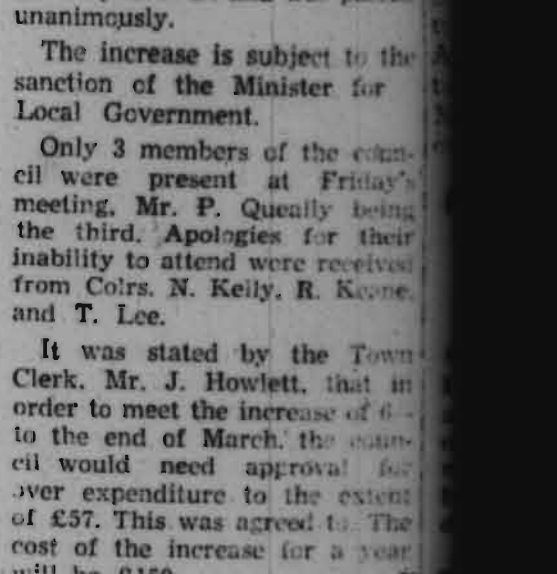 unanimously.
The increase is subject to the
sanction of the Minister for
Local Government.
Only 3 members of the coun-
cil were present at Friday's
meeting, Mr. P. Queally being
the third. Apologies for their
inability to attend were received
from Colrs. N. Kelly, R. Keane,
and T. Lee.
It was stated by the Town
Clerk, Mr. J. Howlett, that in
order to meet the increase of 6/-
to the end of March, the coun-
cil would need approval for
over expenditure to the extent
of £57. This was agreed to. The
cost of the increase for a year
will be